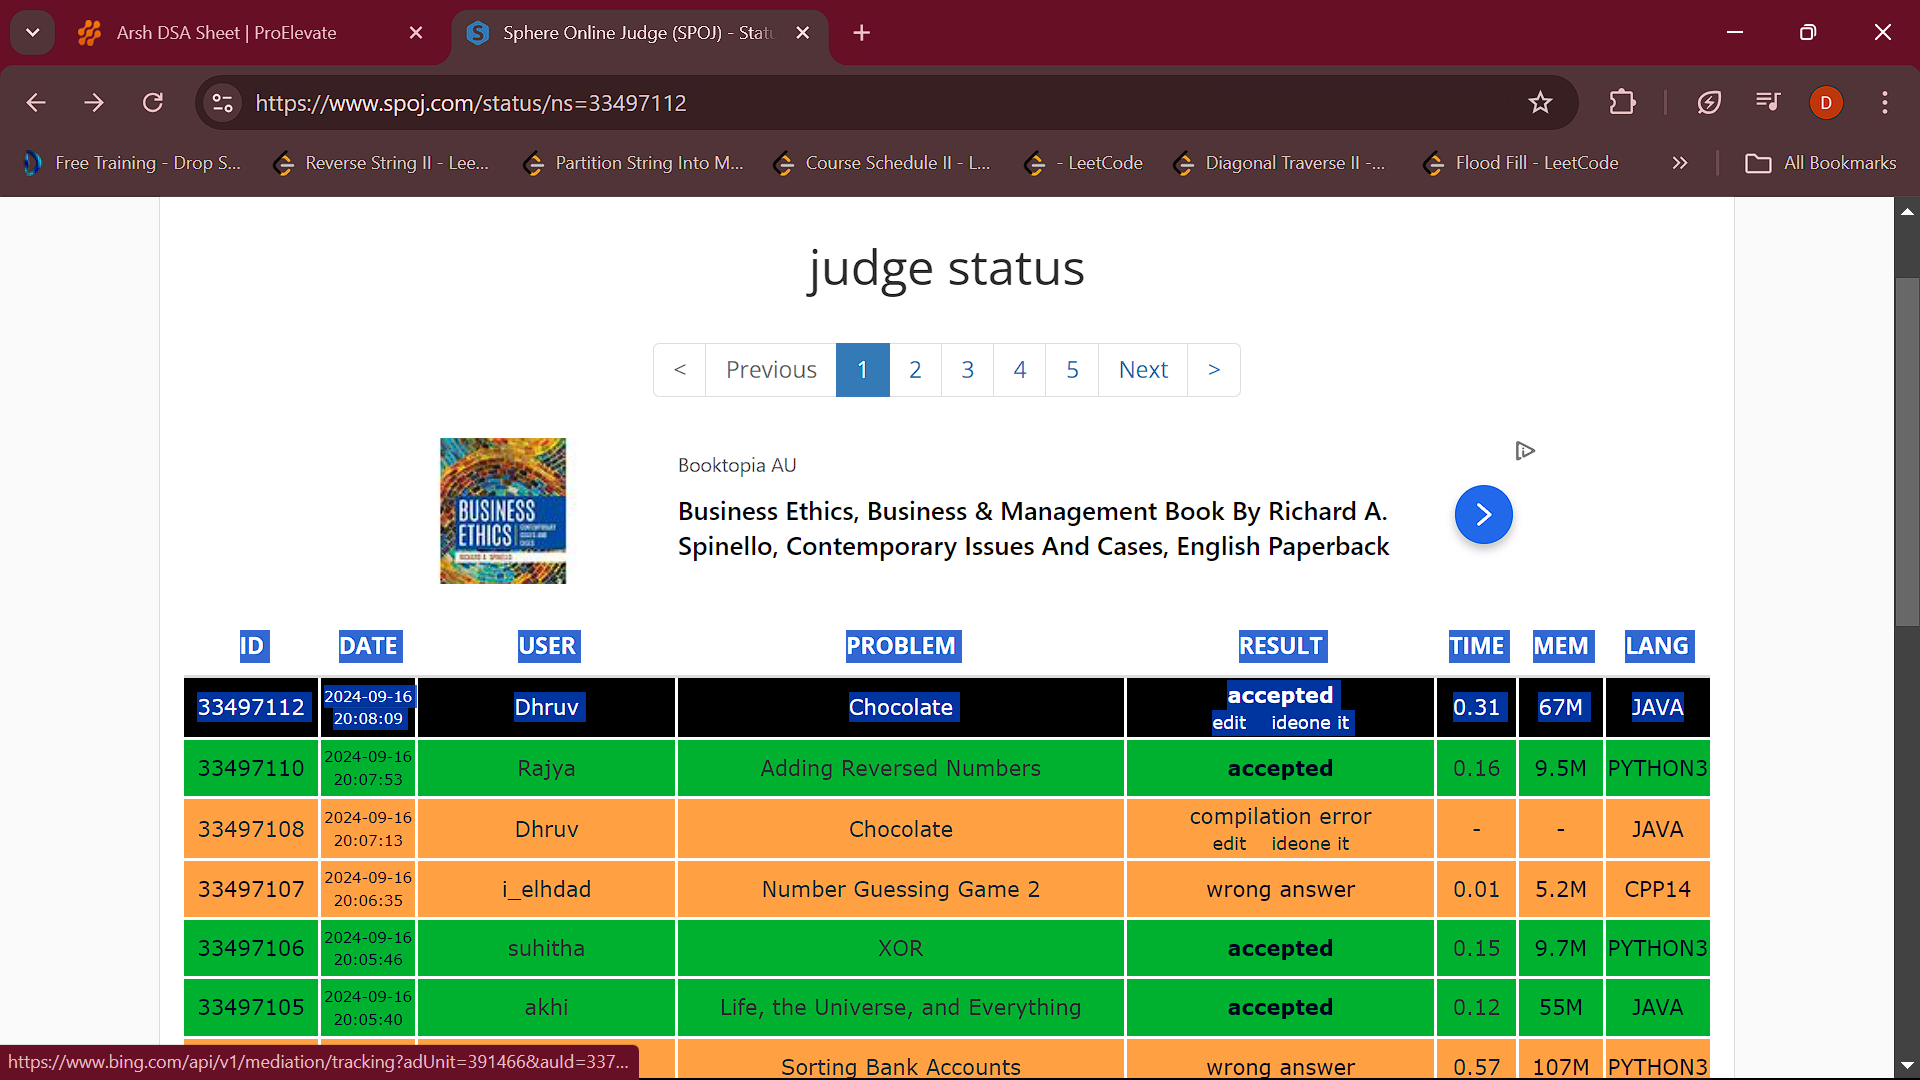 Arsh DSA Sheet | ProElevate
Sphere Online Judge (SPOJ) - Statu
https://www.spoj.com/status/ns=33497112
D
Free Training - Drop S...
Reverse String II - Lee...
Partition String Into M...
Course Schedule II - L...
- LeetCode
Diagonal Traverse II -...
Flood Fill - LeetCode
All Bookmarks
judge status
< Previous 1 2 3 4 5 Next >
BUSINESS
ETHICS
Booktopia AU
Business Ethics, Business & Management Book By Richard A.
Spinello, Contemporary Issues And Cases, English Paperback
ID DATE USER PROBLEM RESULT TIME MEM LANG
33497112 2024-09-16 20:08:09 Dhruv Chocolate accepted edit ideone it 0.31 67M JAVA
33497110 2024-09-16 20:07:53 Rajya Adding Reversed Numbers accepted 0.16 9.5M PYTHON3
33497108 2024-09-16 20:07:13 Dhruv Chocolate compilation error edit ideone it - - JAVA
33497107 2024-09-16 20:06:35 i_elhdad Number Guessing Game 2 wrong answer 0.01 5.2M CPP14
33497106 2024-09-16 20:05:46 suhitha XOR accepted 0.15 9.7M PYTHON3
33497105 2024-09-16 20:05:40 akhi Life, the Universe, and Everything accepted 0.12 55M JAVA
Sorting Bank Accounts wrong answer 0.57 107M PYTHON3
https://www.bing.com/api/v1/mediation/tracking?adUnit=391466&auId=337...